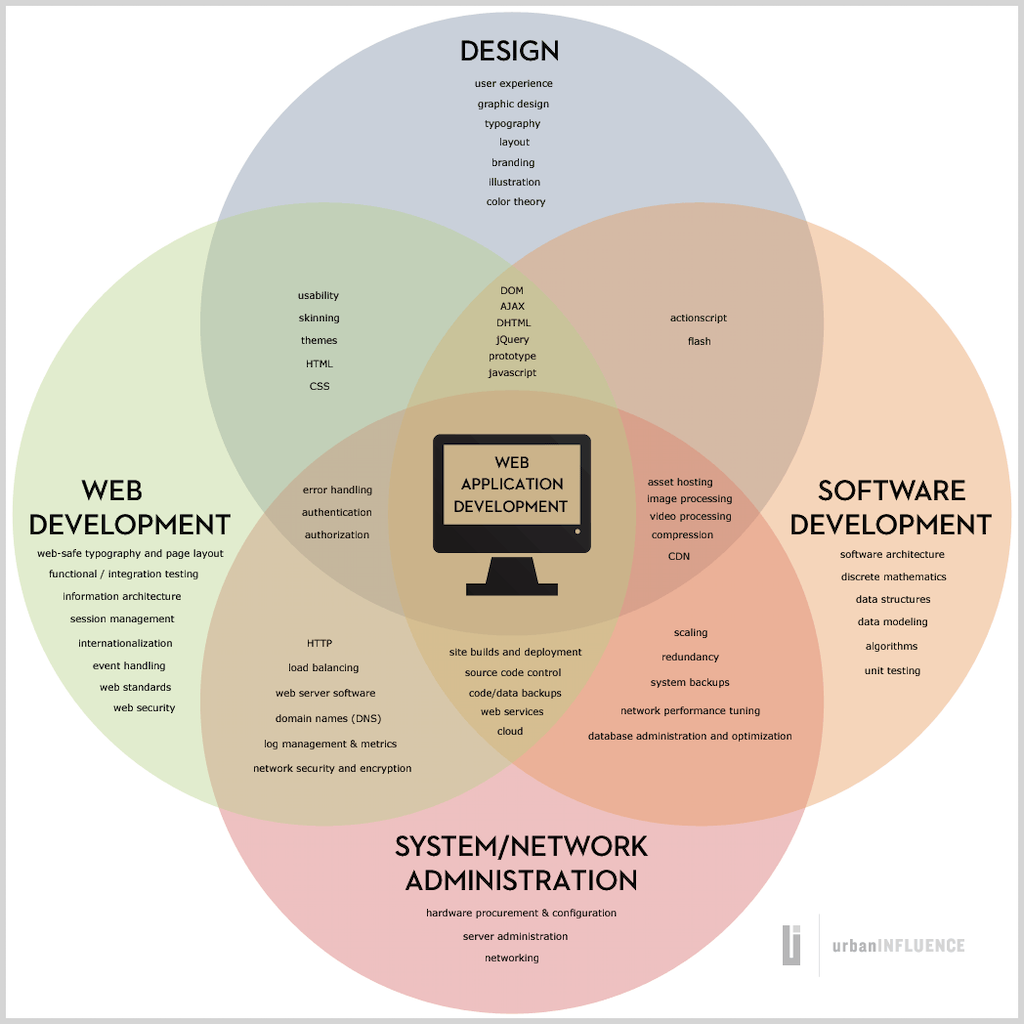 DESIGN
user experience
graphic design
typography
layout
branding
illustration
color theory
usability
skinning
themes
HTML
CSS
DOM
AJAX
DHTML
jQuery
prototype
javascript
actionscript
flash
WEB
DEVELOPMENT
web-safe typography and page layout
functional / integration testing
information architecture
session management
internationalization
event handling
web standards
web security
error handling
authentication
authorization
WEB
APPLICATION
DEVELOPMENT
asset hosting
image processing
video processing
compression
CDN
SOFTWARE
DEVELOPMENT
software architecture
discrete mathematics
data structures
data modeling
algorithms
unit testing
HTTP
load balancing
web server software
domain names (DNS)
log management & metrics
network security and encryption
site builds and deployment
source code control
code/data backups
web services
cloud
scaling
redundancy
system backups
network performance tuning
database administration and optimization
SYSTEM/NETWORK
ADMINISTRATION
hardware procurement & configuration
server administration
networking
urbanINFLUENCE